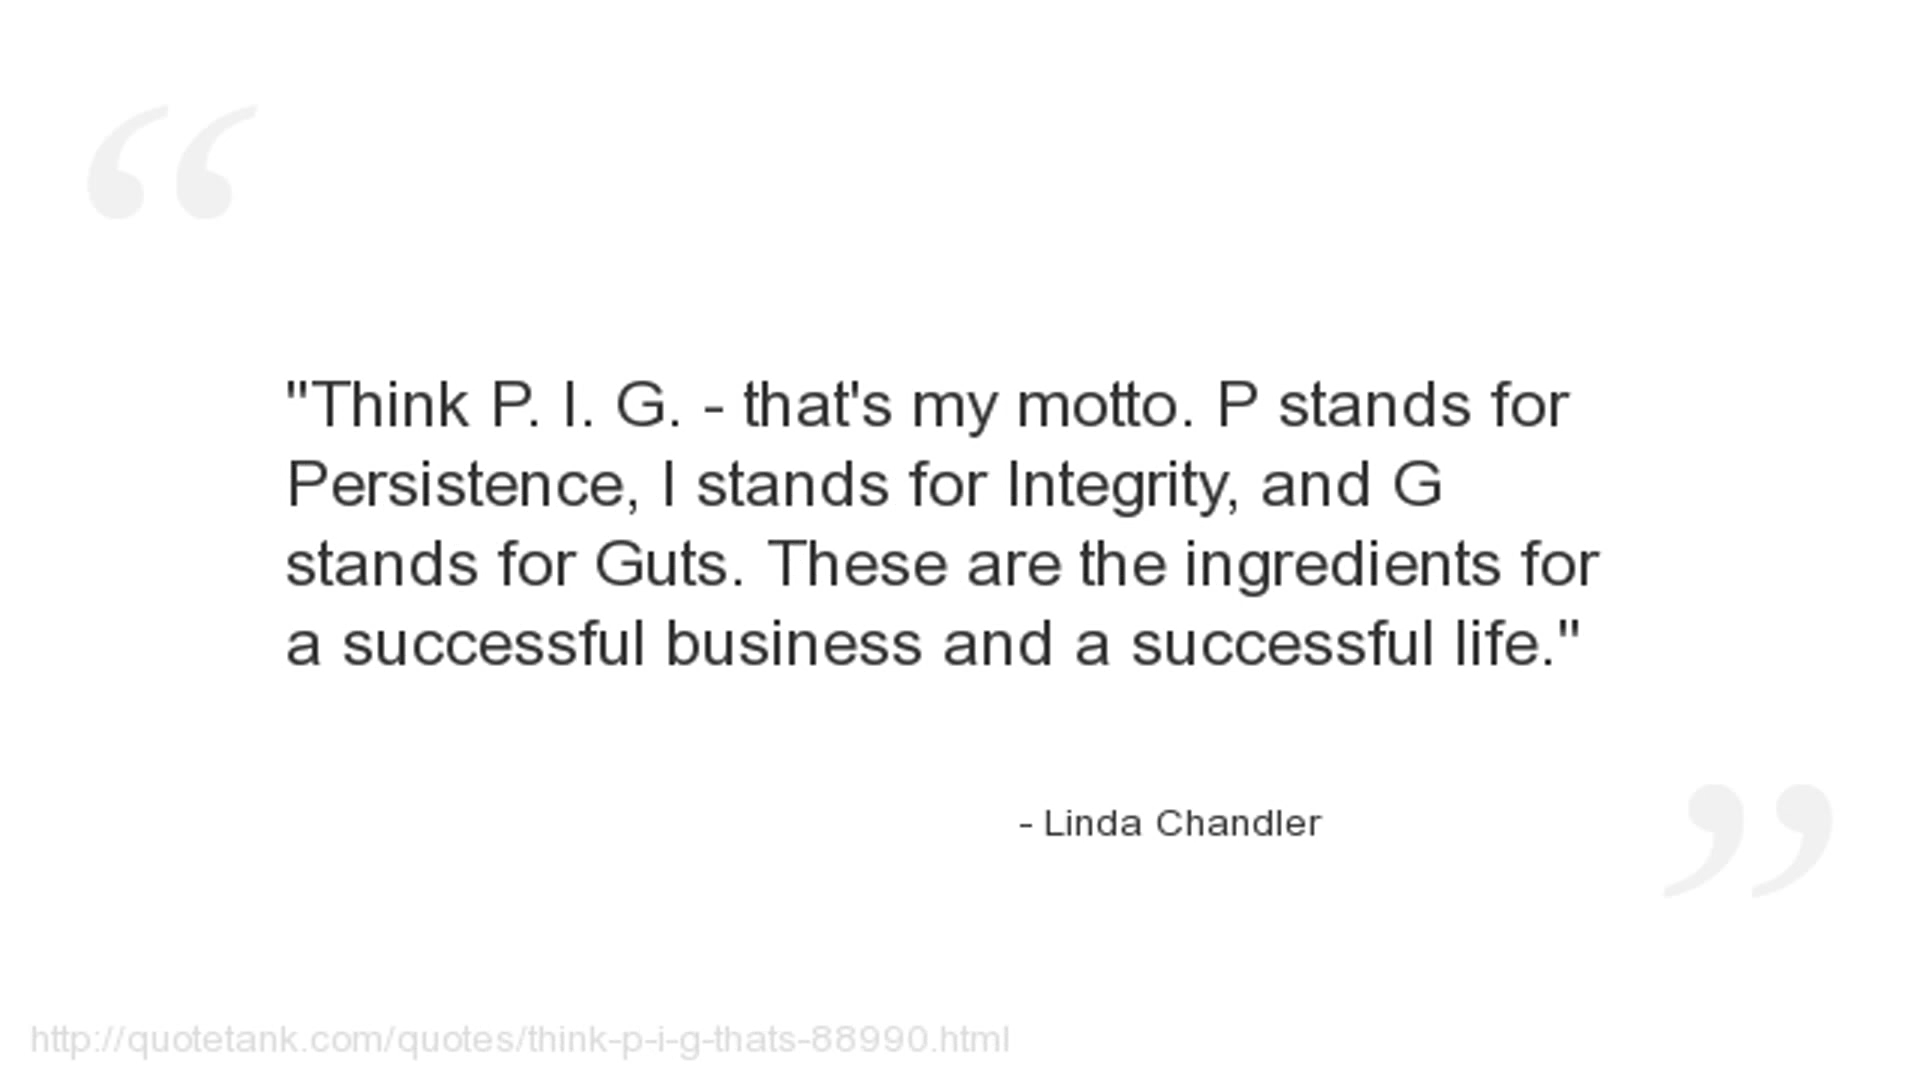 "Think P. I. G. - that's my motto. P stands for
Persistence, I stands for Integrity, and G
stands for Guts. These are the ingredients for
a successful business and a successful life."
- Linda Chandler
http://quotetank.com/quotes/think-p-i-g-thats-88990.html